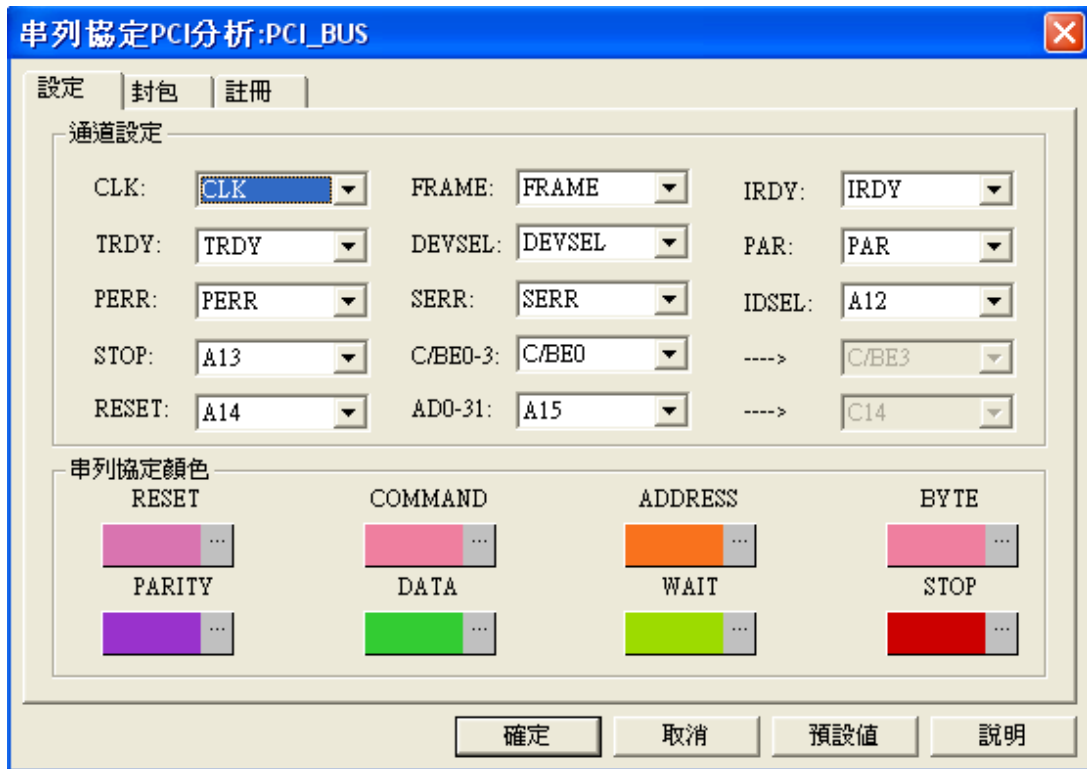 串列協定PCI分析:PCI_BUS
設定 封包 註冊
通道設定
CLK: CLK FRAME: FRAME IRDY: IRDY
TRDY: TRDY DEVSEL: DEVSEL PAR: PAR
PERR: PERR SERR: SERR IDSEL: A12
STOP: A13 C/BE0-3: C/BE0 ----> C/BE3
RESET: A14 AD0-31: A15 ----> C14
串列協定顏色
RESET COMMAND ADDRESS BYTE
... ... ... ...
PARITY DATA WAIT STOP
... ... ... ...
確定 取消 預設值 說明